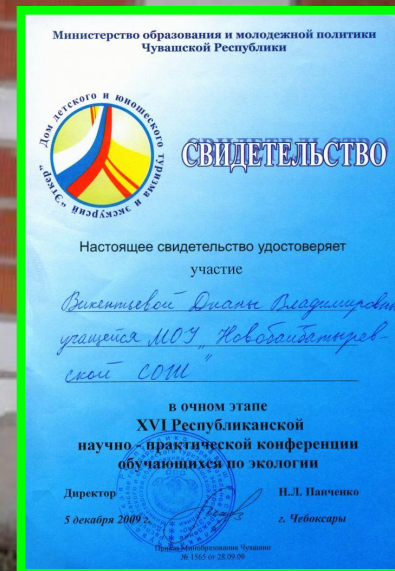 Министерство образования и молодежной политики
Чувашской Республики
Дом детского и юношеского туризма и экскурсий "Эткер"
СВИДЕТЕЛЬСТВО
Настоящее свидетельство удостоверяет
участие
Викентьевой Дианы Владимировны
учащейся МОУ „Новобайбатырев-
ской СОШ"
в очном этапе
XVI Республиканской
научно - практической конференции
обучающихся по экологии
Директор Н.Л. Панченко
5 декабря 2009 г. г. Чебоксары
Приказ Минобразования Чувашии
№ 1565 от 28.09.09